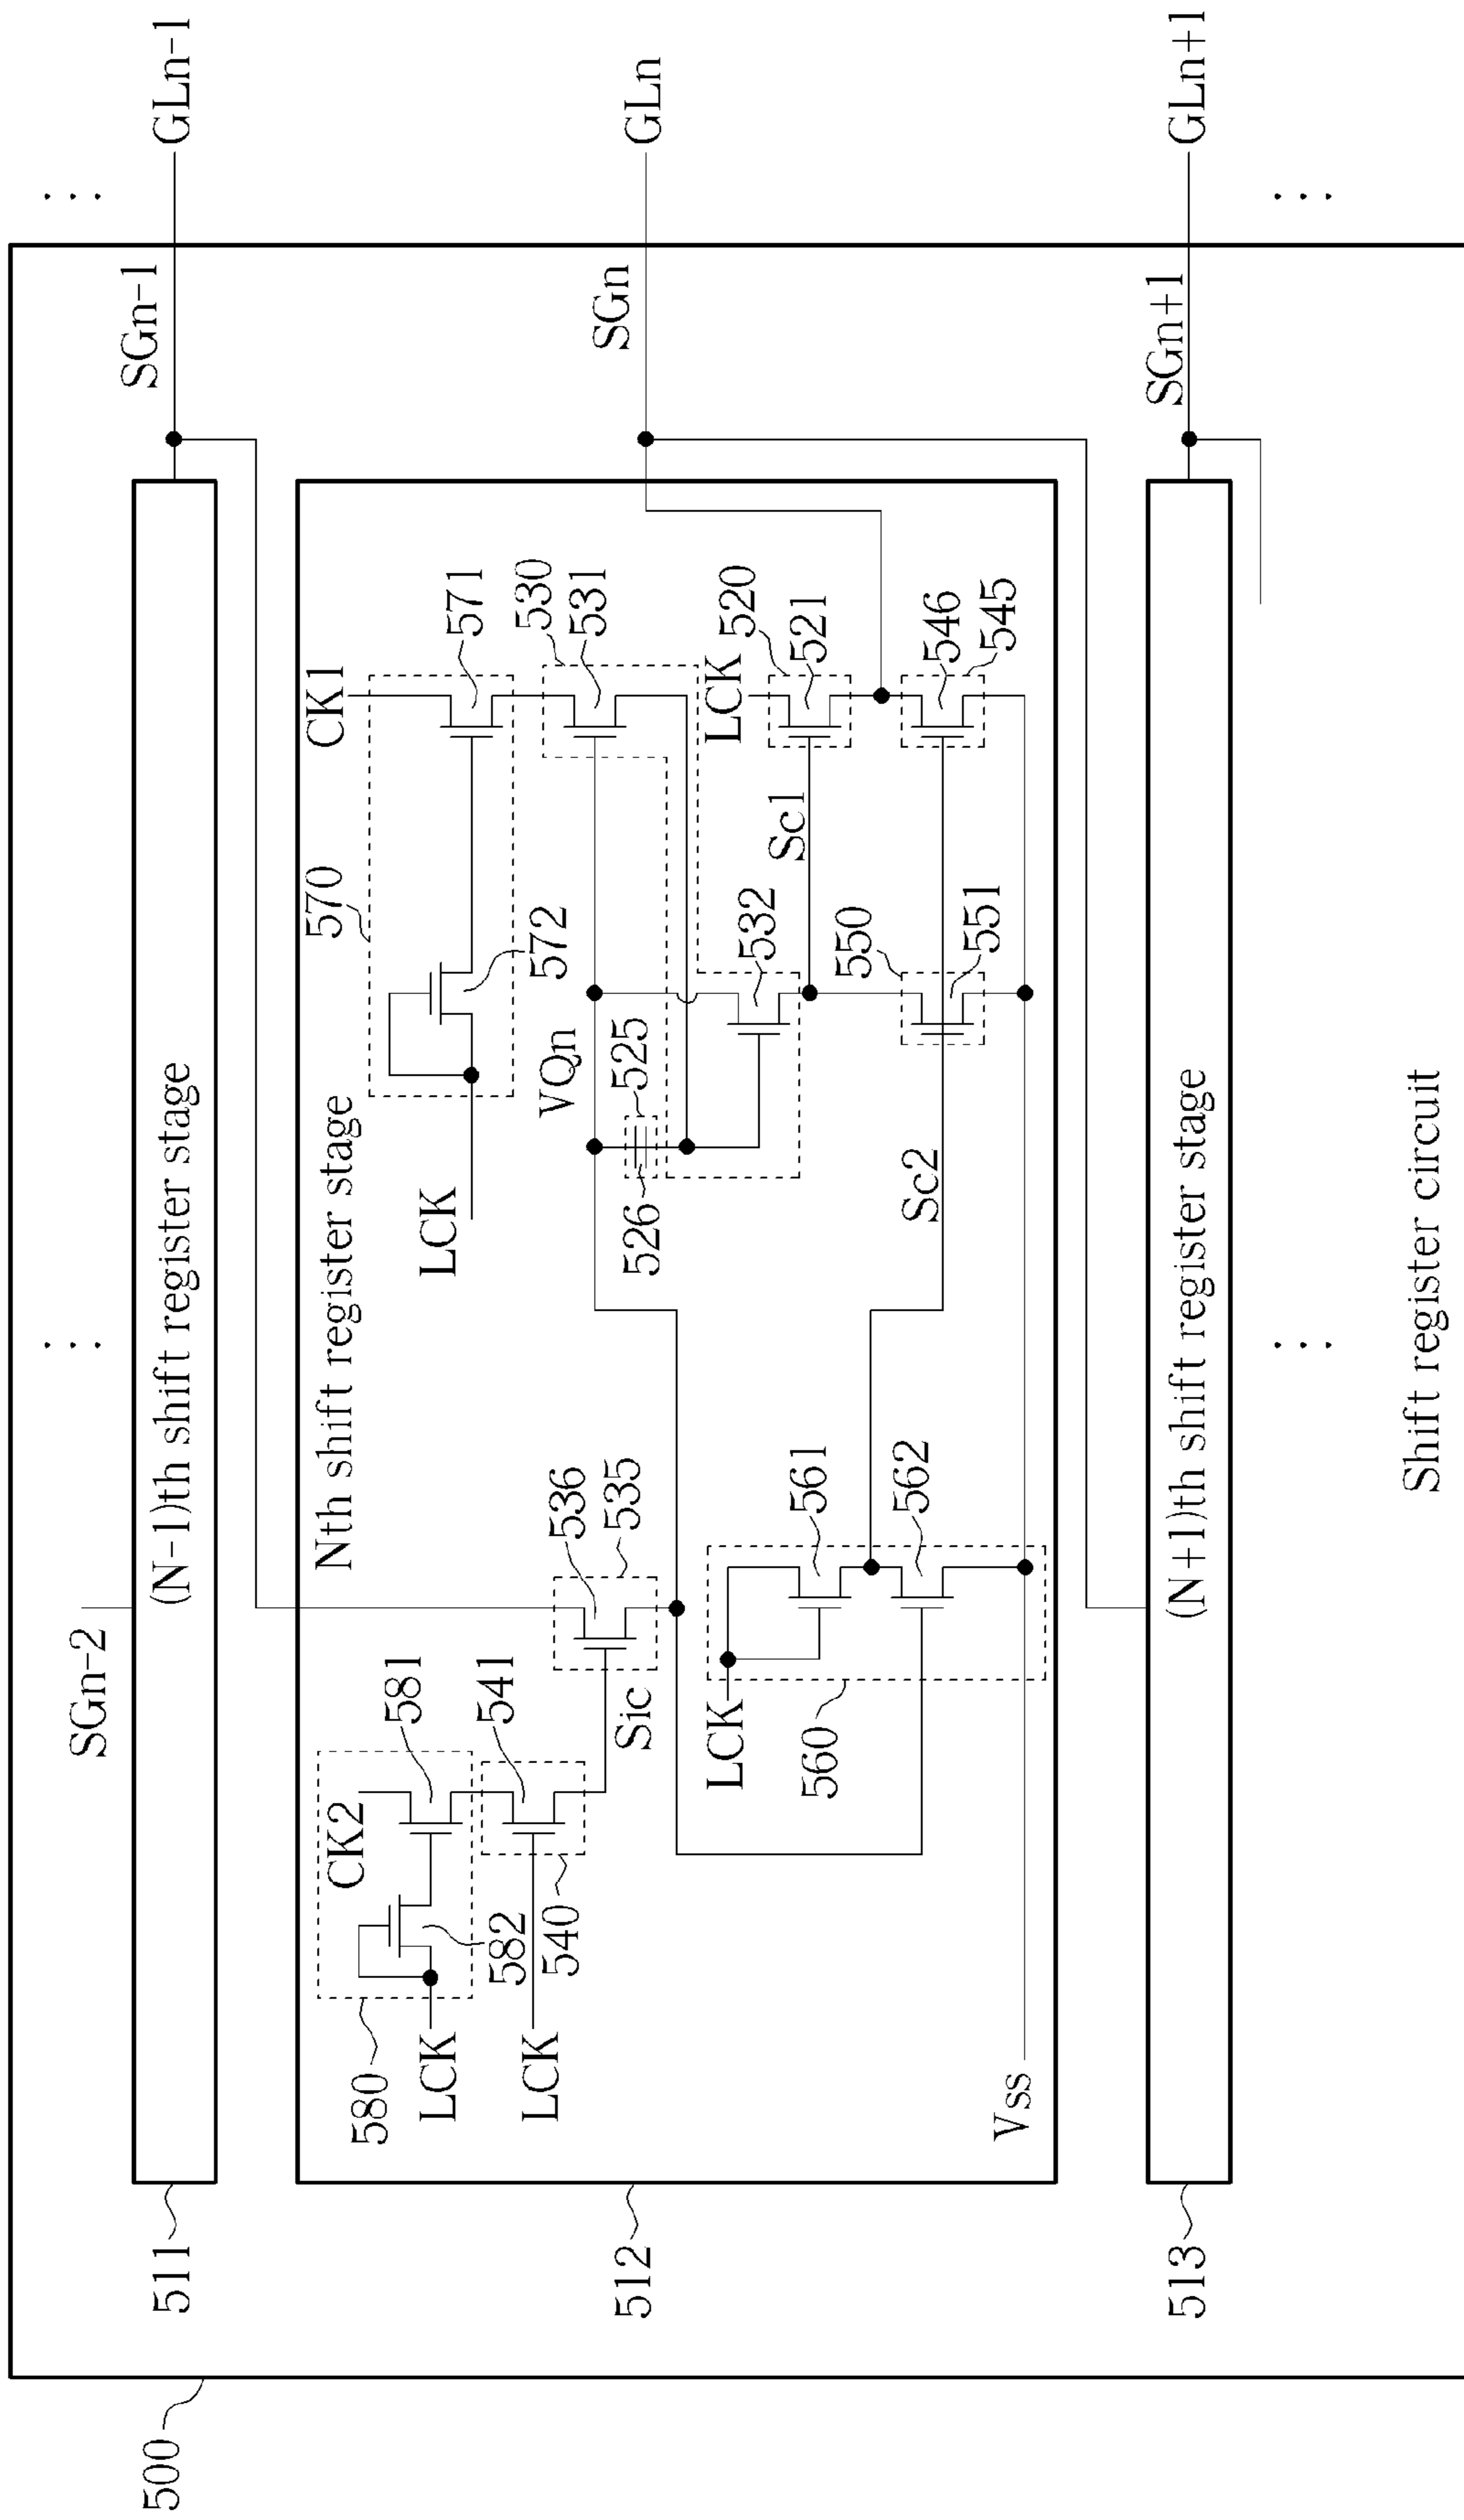 500
511
512
513
SGn-2
(N-1)th shift register stage
SGn-1
GLn-1
Nth shift register stage
580
CK2
581
582
LCK
LCK
540
541
Sic
536
535
LCK
560
561
562
Vss
LCK
570
572
CK1
571
530
531
VQn
525
526
532
Sc1
LCK
520
521
550
551
Sc2
546
545
SGn
GLn
(N+1)th shift register stage
SGn+1
GLn+1
Shift register circuit